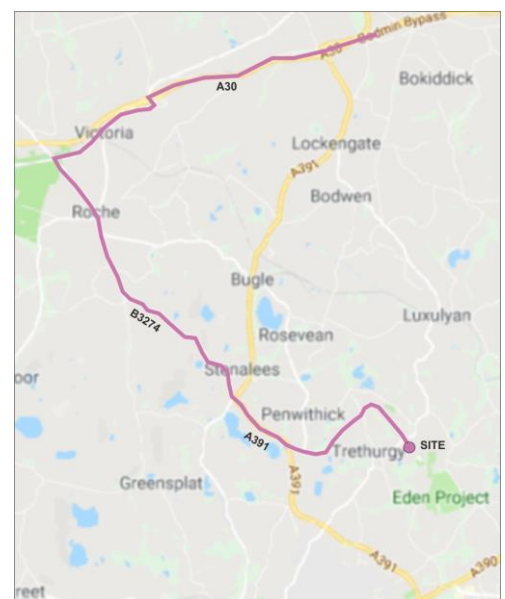 Bodmin Bypass
A30
Bokiddick
A30
Victoria
Lockengate
A391
Bodwen
Roche
Bugle
B3274
Luxulyan
Rosevean
oor
Stenalees
Penwithick
A391
SITE
Trethurgy
A391
Greensplat
Eden Project
A391
A390
reet